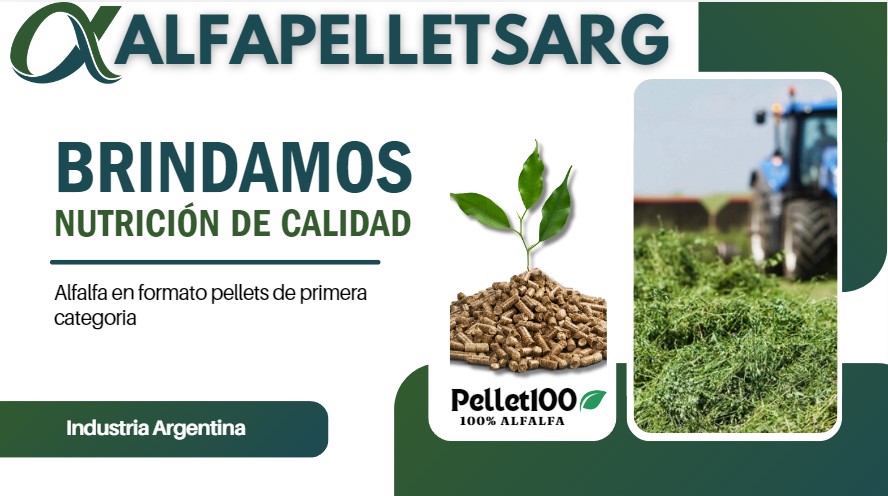 ALFAPELLETSARG
BRINDAMOS
NUTRICIÓN DE CALIDAD
Alfalfa en formato pellets de primera
categoria
Pellet100
100% ALFALFA
Industria Argentina